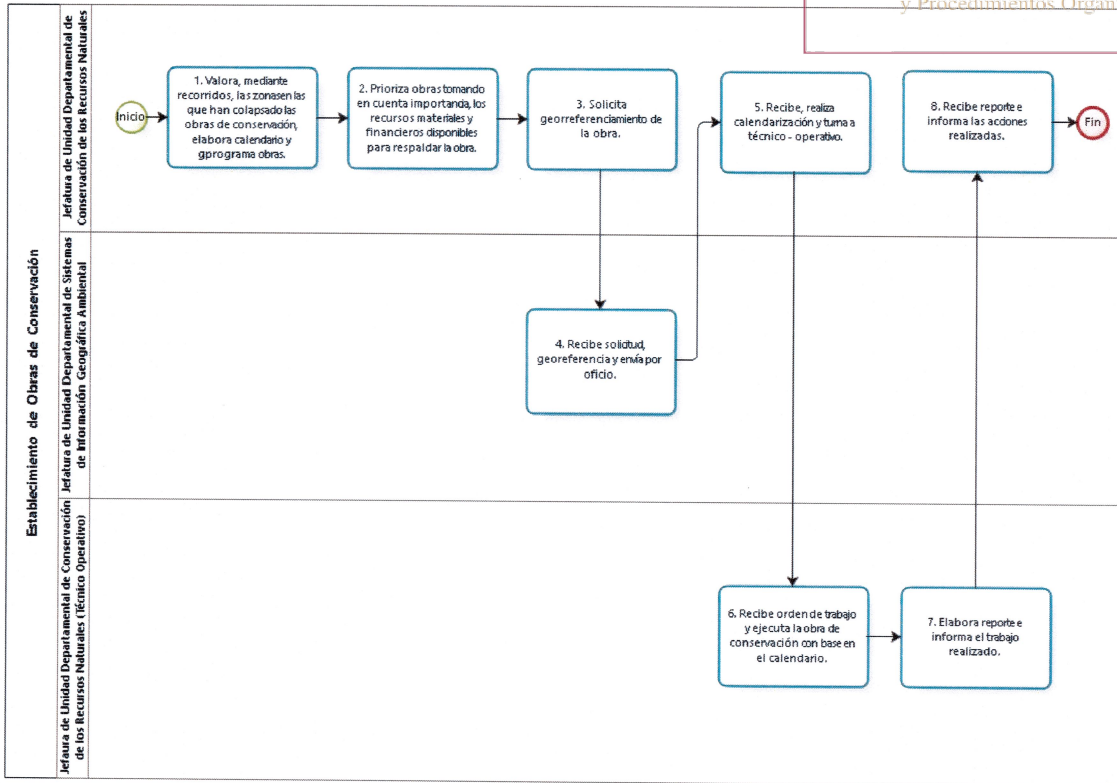 y Procedimientos Organ
Establecimiento de Obras de Conservación
Jefatura de Unidad Departamental de
Conservación de los Recursos Naturales
Inicio
1. Valora, mediante
recorridos, las zonasen las
que han colapsado las
obras de conservación,
elabora calendario y
gprograma obras.
2. Prioriza obras tomando
en cuenta importancia, los
recursos materiales y
financieros disponibles
para respaldar la obra.
3. Solicita
georreferenciamiento de
la obra.
5. Recibe, realiza
calendarización y turna a
técnico - operativo.
8. Recibe reporte e
informa las acciones
realizadas.
Fin
Jefatura de Unidad Departamental de Sistemas
de Información Geográfica Ambiental
4. Recibe solicitud,
georeferencia y envía por
oficio.
Jefaura de Unidad Departamental de Conservación
de los Recursos Naturales (Técnico Operativo)
6. Recibe orden de trabajo
y ejecuta la obra de
conservación con base en
el calendario.
7. Elabora reporte e
informa el trabajo
realizado.